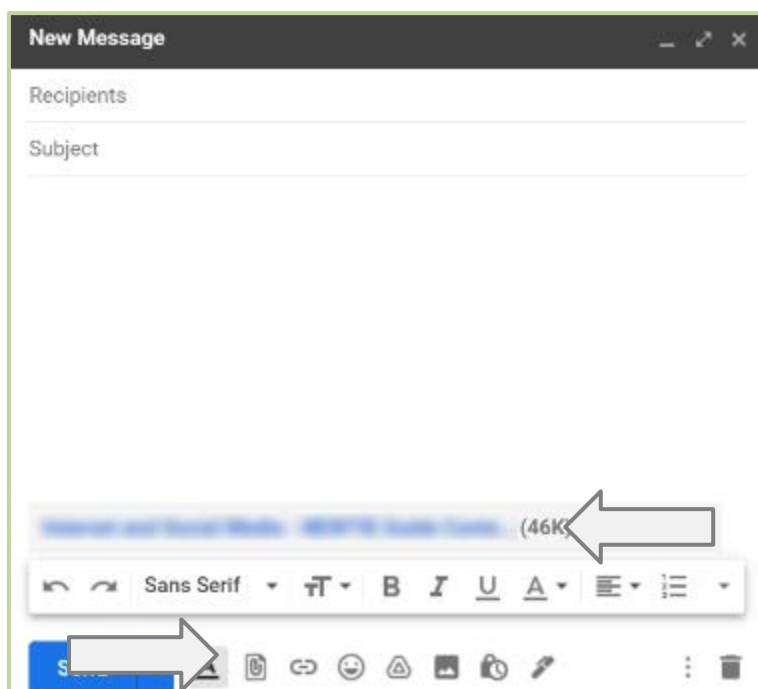 New Message
Recipients
Subject
(46K)
Sans Serif
B I U A